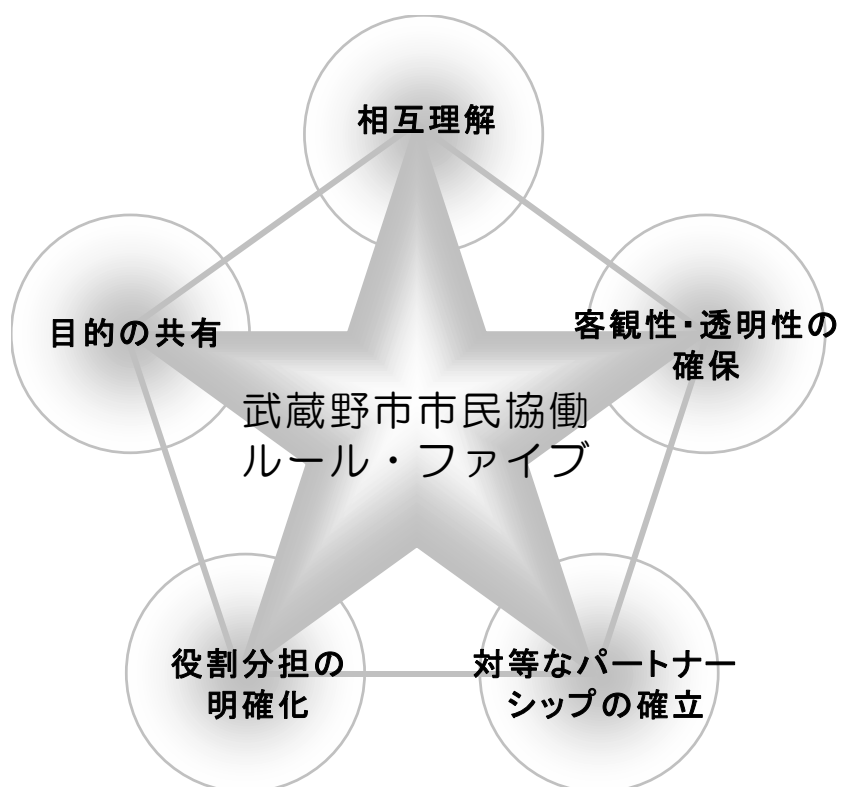 相互理解
目的の共有
客観性・透明性の
確保
武蔵野市市民協働
ルール・ファイブ
役割分担の
明確化
対等なパートナー
シップの確立